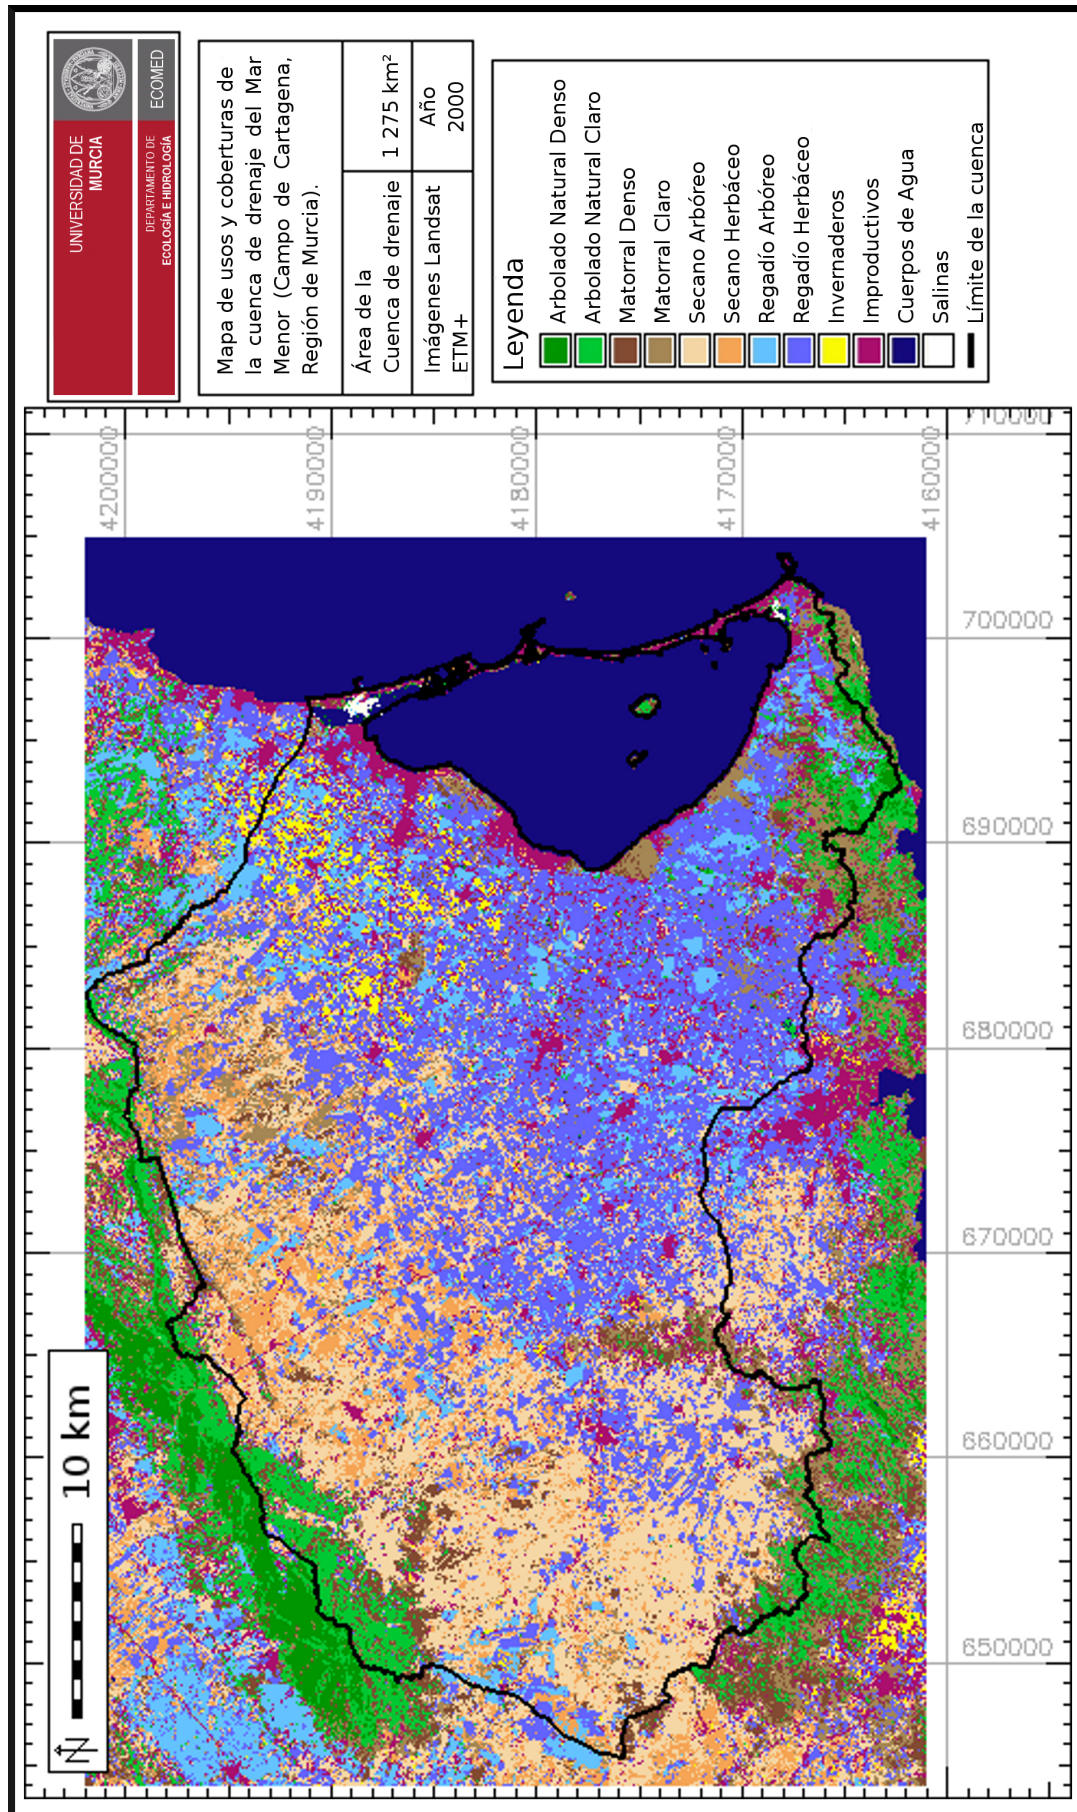 UNIVERSIDAD DE
MURCIA
DEPARTAMENTO DE
ECOLOGÍA E HIDROLOGÍA
ECOMED
Mapa de usos y coberturas de
la cuenca de drenaje del Mar
Menor (Campo de Cartagena,
Región de Murcia).
Área de la
Cuenca de drenaje
1 275 km²
Imágenes Landsat
ETM+
Año
2000
Leyenda
Arbolado Natural Denso
Arbolado Natural Claro
Matorral Denso
Matorral Claro
Secano Arbóreo
Secano Herbáceo
Regadío Arbóreo
Regadío Herbáceo
Invernaderos
Improductivos
Cuerpos de Agua
Salinas
Límite de la cuenca
4200000
4190000
4180000
4170000
4160000
650000
660000
670000
680000
690000
700000
710000
N
10 km